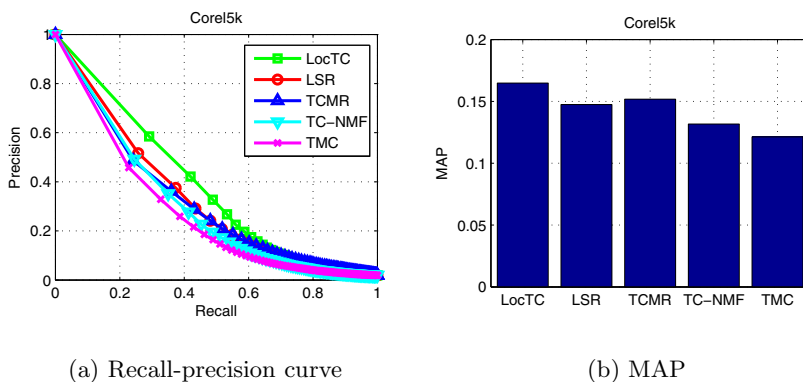 Corel5k
1
0.8
0.6
0.4
0.2
0
0 0.2 0.4 0.6 0.8 1
Precision
Recall
LocTC
LSR
TCMR
TC-NMF
TMC
(a) Recall-precision curve
Corel5k
0.2
0.15
0.1
0.05
0
MAP
LocTC LSR TCMR TC-NMF TMC
(b) MAP